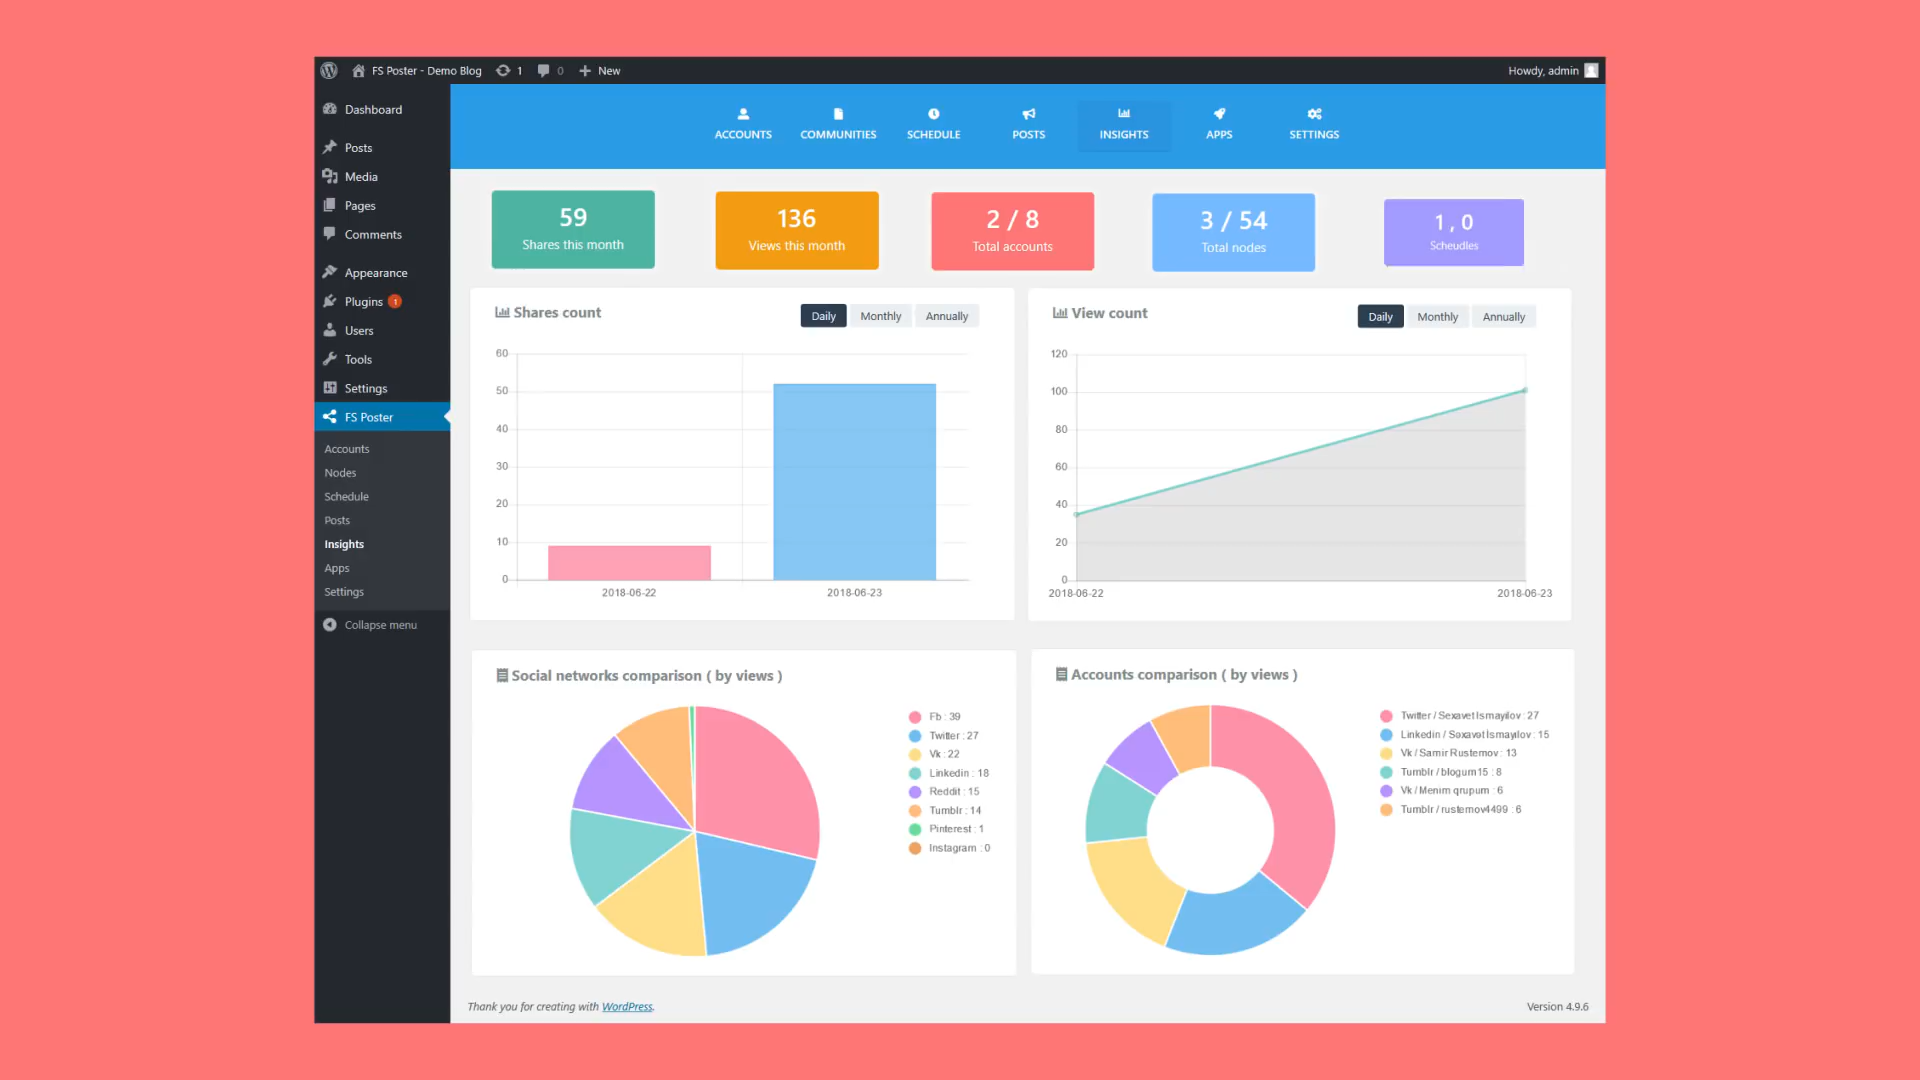 FS Poster - Demo Blog 1 0 New Howdy, admin
Dashboard
Posts
Media
Pages
Comments
Appearance
Plugins 1
Users
Tools
Settings
FS Poster
Accounts
Nodes
Schedule
Posts
Insights
Apps
Settings
Collapse menu
ACCOUNTS COMMUNITIES SCHEDULE POSTS INSIGHTS APPS SETTINGS
59
Shares this month
136
Views this month
2 / 8
Total accounts
3 / 54
Total nodes
1 , 0
Scheudles
Shares count
Daily Monthly Annually
60
50
40
30
20
10
0
2018-06-22 2018-06-23
View count
Daily Monthly Annually
120
100
80
60
40
20
0
2018-06-22 2018-06-23
Social networks comparison ( by views )
Fb : 39
Twitter : 27
Vk : 22
Linkedin : 18
Reddit : 15
Tumblr : 14
Pinterest : 1
Instagram : 0
Accounts comparison ( by views )
Twitter / Sexavet Ismayilov : 27
Linkedin / Səxavət Ismayılov : 15
Vk / Samir Rustemov : 13
Tumblr / blogum15 : 8
Vk / Menim qrupum : 6
Tumblr / rustemov4499 : 6
Thank you for creating with WordPress.
Version 4.9.6